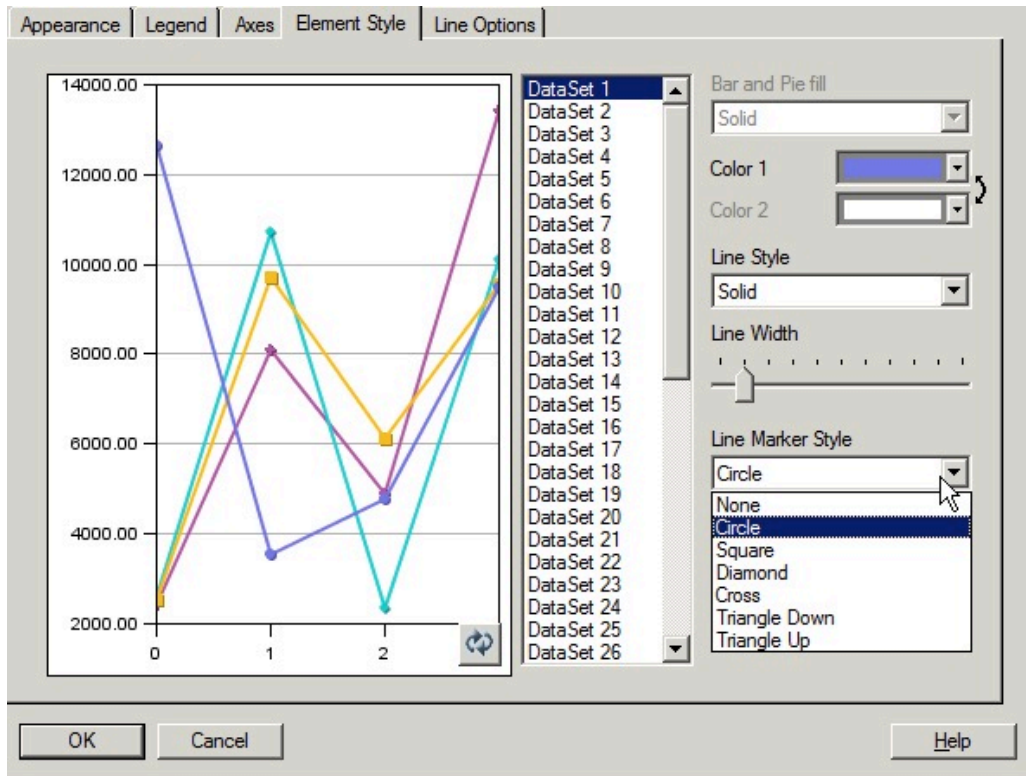 Appearance Legend Axes Element Style Line Options
14000.00
12000.00
10000.00
8000.00
6000.00
4000.00
2000.00
0 1 2
DataSet 1
DataSet 2
DataSet 3
DataSet 4
DataSet 5
DataSet 6
DataSet 7
DataSet 8
DataSet 9
DataSet 10
DataSet 11
DataSet 12
DataSet 13
DataSet 14
DataSet 15
DataSet 16
DataSet 17
DataSet 18
DataSet 19
DataSet 20
DataSet 21
DataSet 22
DataSet 23
DataSet 24
DataSet 25
DataSet 26
Bar and Pie fill
Solid
Color 1
Color 2
Line Style
Solid
Line Width
Line Marker Style
Circle
None
Circle
Square
Diamond
Cross
Triangle Down
Triangle Up
OK Cancel Help